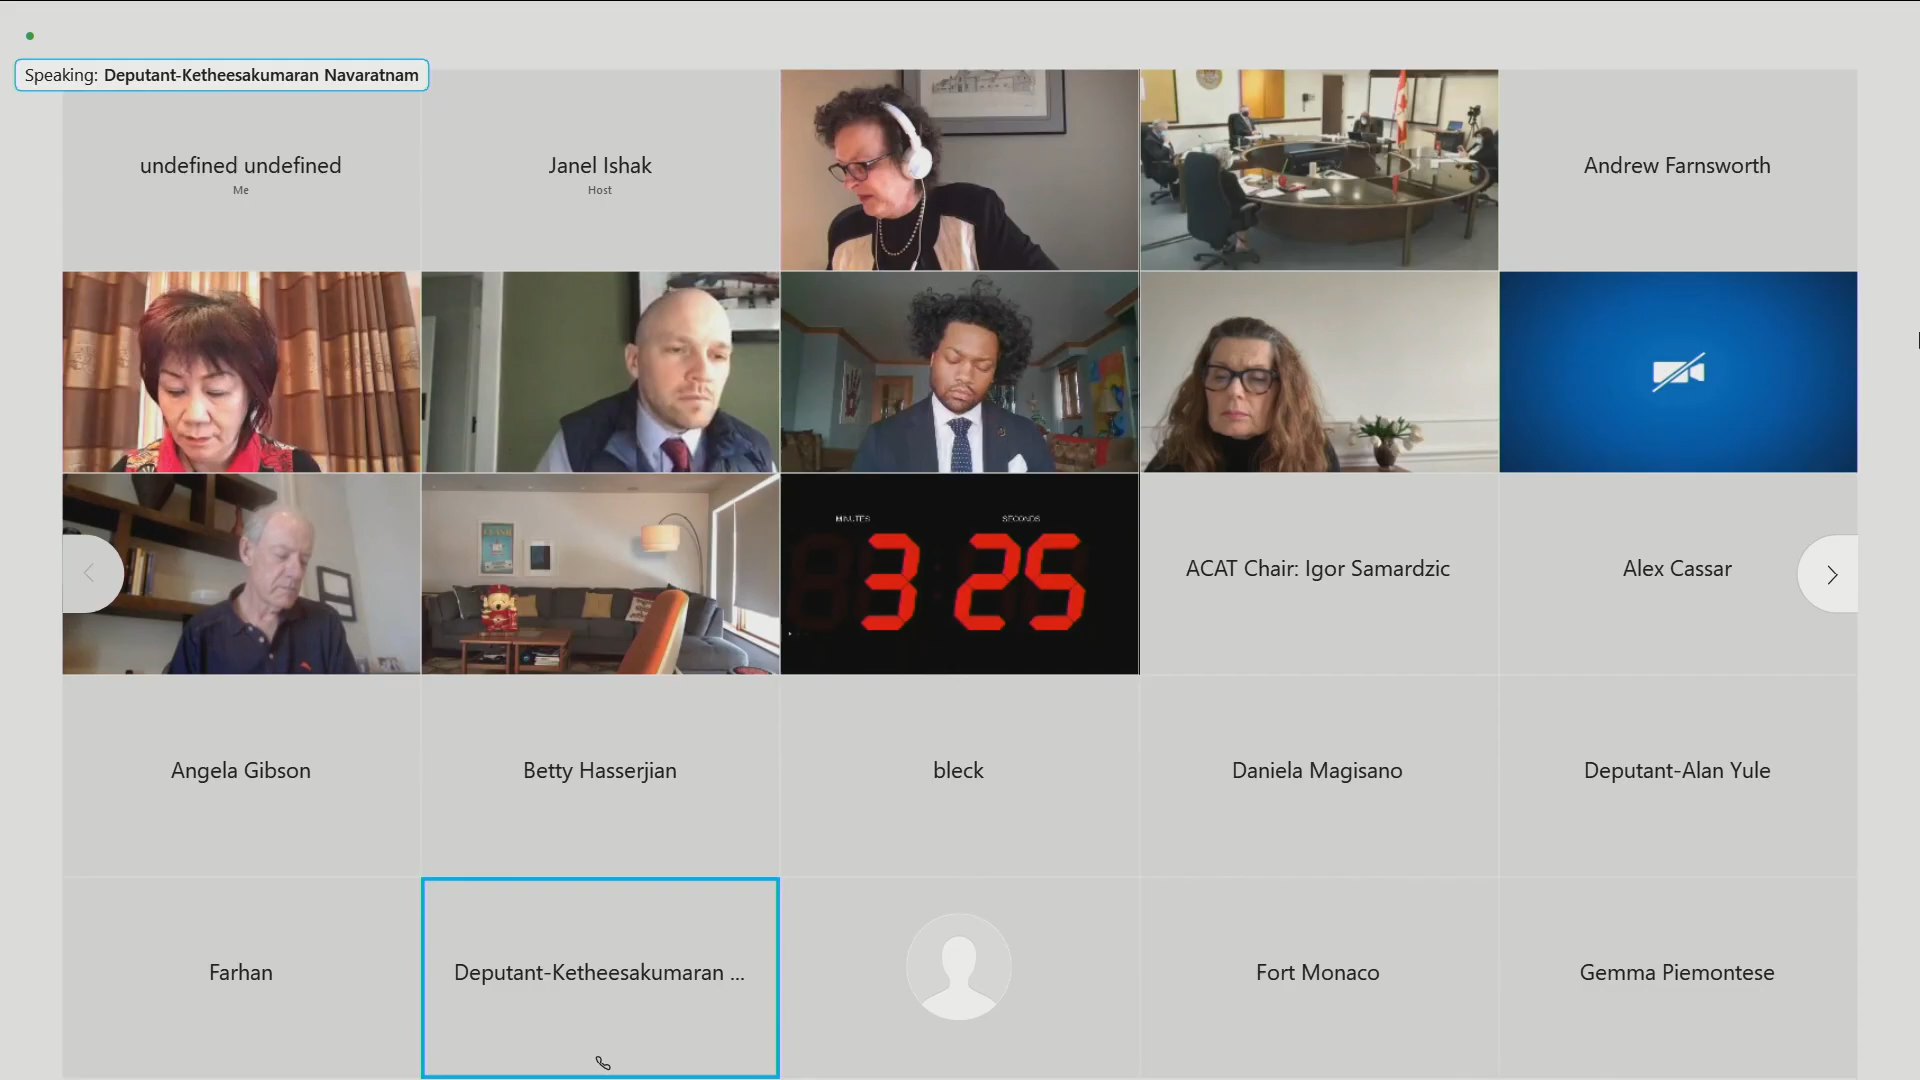 Speaking: Deputant-Ketheesakumaran Navaratnam
undefined undefined
Me
Janel Ishak
Host
Andrew Farnsworth
MINUTES
SECONDS
3 25
ACAT Chair: Igor Samardzic
Alex Cassar
Angela Gibson
Betty Hasserjian
bleck
Daniela Magisano
Deputant-Alan Yule
Farhan
Deputant-Ketheesakumaran ...
Fort Monaco
Gemma Piemontese